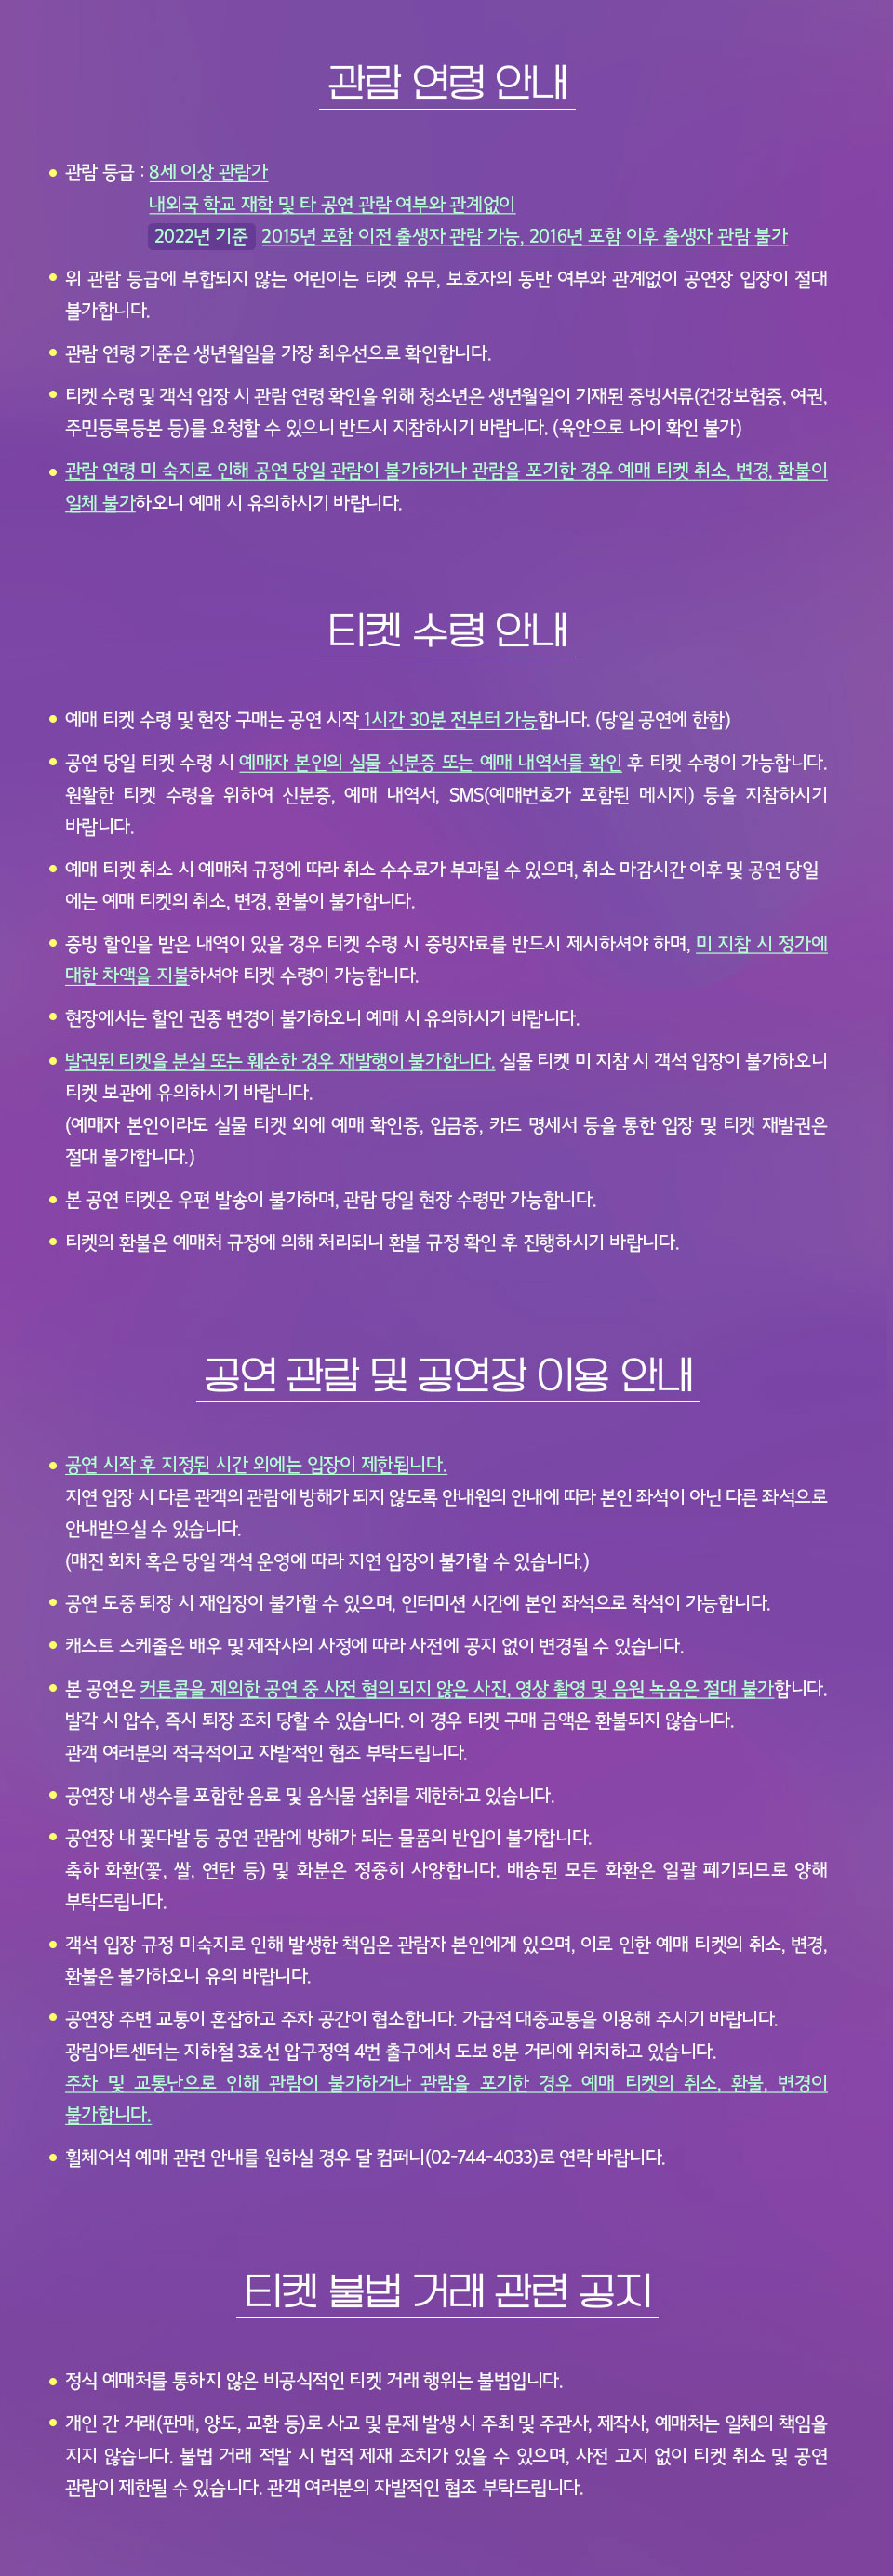 관람 연령 안내
관람 등급 : 8세 이상 관람가
내외국 학교 재학 및 타 공연 관람 여부와 관계없이
2022년 기준 2015년 포함 이전 출생자 관람 가능, 2016년 포함 이후 출생자 관람 불가
위 관람 등급에 부합되지 않는 어린이는 티켓 유무, 보호자의 동반 여부와 관계없이 공연장 입장이 절대
불가합니다.
관람 연령 기준은 생년월일을 가장 최우선으로 확인합니다.
티켓 수령 및 객석 입장 시 관람 연령 확인을 위해 청소년은 생년월일이 기재된 증빙서류(건강보험증, 여권,
주민등록등본 등)를 요청할 수 있으니 반드시 지참하시기 바랍니다. (육안으로 나이 확인 불가)
관람 연령 미 숙지로 인해 공연 당일 관람이 불가하거나 관람을 포기한 경우 예매 티켓 취소, 변경, 환불이
일체 불가하오니 예매 시 유의하시기 바랍니다.
티켓 수령 안내
예매 티켓 수령 및 현장 구매는 공연 시작 1시간 30분 전부터 가능합니다. (당일 공연에 한함)
공연 당일 티켓 수령 시 예매자 본인의 실물 신분증 또는 예매 내역서를 확인 후 티켓 수령이 가능합니다.
원활한 티켓 수령을 위하여 신분증, 예매 내역서, SMS(예매번호가 포함된 메시지) 등을 지참하시기
바랍니다.
예매 티켓 취소 시 예매처 규정에 따라 취소 수수료가 부과될 수 있으며, 취소 마감시간 이후 및 공연 당일
에는 예매 티켓의 취소, 변경, 환불이 불가합니다.
증빙 할인을 받은 내역이 있을 경우 티켓 수령 시 증빙자료를 반드시 제시하셔야 하며, 미 지참 시 정가에
대한 차액을 지불하셔야 티켓 수령이 가능합니다.
현장에서는 할인 권종 변경이 불가하오니 예매 시 유의하시기 바랍니다.
발권된 티켓을 분실 또는 훼손한 경우 재발행이 불가합니다. 실물 티켓 미 지참 시 객석 입장이 불가하오니
티켓 보관에 유의하시기 바랍니다.
(예매자 본인이라도 실물 티켓 외에 예매 확인증, 입금증, 카드 명세서 등을 통한 입장 및 티켓 재발권은
절대 불가합니다.)
본 공연 티켓은 우편 발송이 불가하며, 관람 당일 현장 수령만 가능합니다.
티켓의 환불은 예매처 규정에 의해 처리되니 환불 규정 확인 후 진행하시기 바랍니다.
공연 관람 및 공연장 이용 안내
공연 시작 후 지정된 시간 외에는 입장이 제한됩니다.
지연 입장 시 다른 관객의 관람에 방해가 되지 않도록 안내원의 안내에 따라 본인 좌석이 아닌 다른 좌석으로
안내받으실 수 있습니다.
(매진 회차 혹은 당일 객석 운영에 따라 지연 입장이 불가할 수 있습니다.)
공연 도중 퇴장 시 재입장이 불가할 수 있으며, 인터미션 시간에 본인 좌석으로 착석이 가능합니다.
캐스트 스케줄은 배우 및 제작사의 사정에 따라 사전에 공지 없이 변경될 수 있습니다.
본 공연은 커튼콜을 제외한 공연 중 사전 협의 되지 않은 사진, 영상 촬영 및 음원 녹음은 절대 불가합니다.
발각 시 압수, 즉시 퇴장 조치 당할 수 있습니다. 이 경우 티켓 구매 금액은 환불되지 않습니다.
관객 여러분의 적극적이고 자발적인 협조 부탁드립니다.
공연장 내 생수를 포함한 음료 및 음식물 섭취를 제한하고 있습니다.
공연장 내 꽃다발 등 공연 관람에 방해가 되는 물품의 반입이 불가합니다.
축하 화환(꽃, 쌀, 연탄 등) 및 화분은 정중히 사양합니다. 배송된 모든 화환은 일괄 폐기되므로 양해
부탁드립니다.
객석 입장 규정 미숙지로 인해 발생한 책임은 관람자 본인에게 있으며, 이로 인한 예매 티켓의 취소, 변경,
환불은 불가하오니 유의 바랍니다.
공연장 주변 교통이 혼잡하고 주차 공간이 협소합니다. 가급적 대중교통을 이용해 주시기 바랍니다.
광림아트센터는 지하철 3호선 압구정역 4번 출구에서 도보 8분 거리에 위치하고 있습니다.
주차 및 교통난으로 인해 관람이 불가하거나 관람을 포기한 경우 예매 티켓의 취소, 환불, 변경이
불가합니다.
휠체어석 예매 관련 안내를 원하실 경우 달 컴퍼니(02-744-4033)로 연락 바랍니다.
티켓 불법 거래 관련 공지
정식 예매처를 통하지 않은 비공식적인 티켓 거래 행위는 불법입니다.
개인 간 거래(판매, 양도, 교환 등)로 사고 및 문제 발생 시 주최 및 주관사, 제작사, 예매처는 일체의 책임을
지지 않습니다. 불법 거래 적발 시 법적 제재 조치가 있을 수 있으며, 사전 고지 없이 티켓 취소 및 공연
관람이 제한될 수 있습니다. 관객 여러분의 자발적인 협조 부탁드립니다.